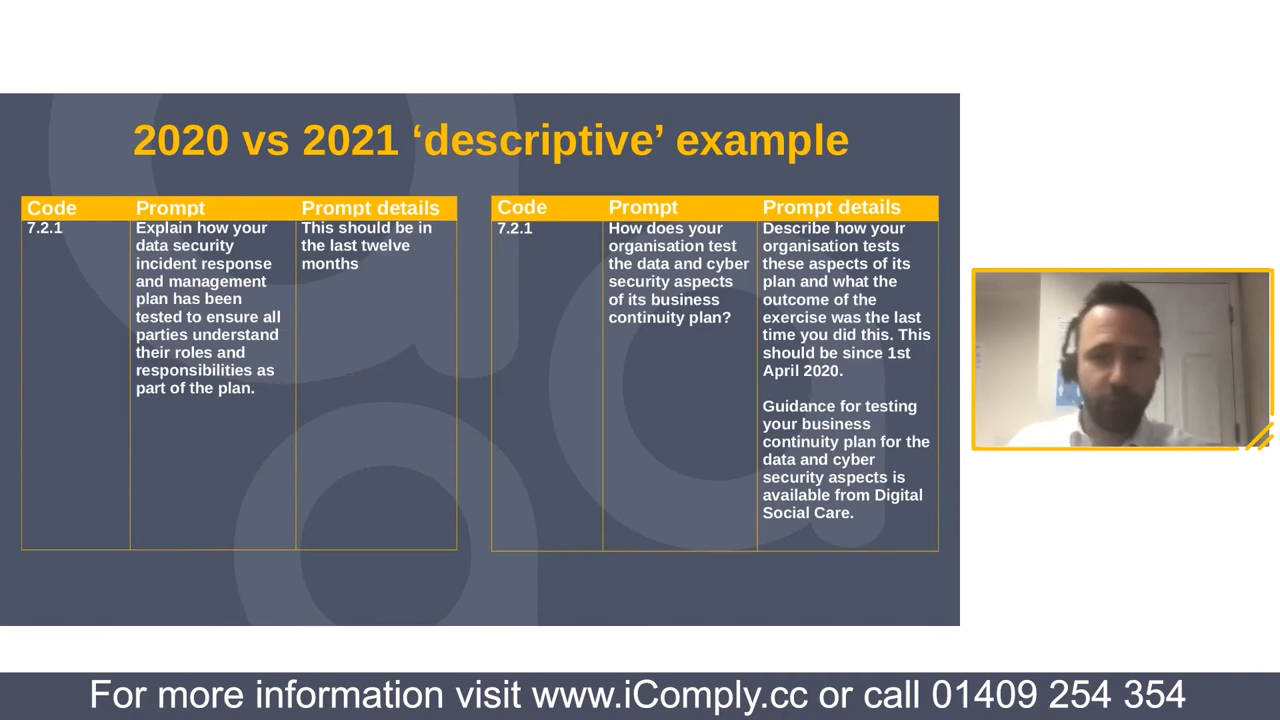 2020 vs 2021 ‘descriptive’ example
Code Prompt Prompt details
7.2.1
Explain how your
data security
incident response
and management
plan has been
tested to ensure all
parties understand
their roles and
responsibilities as
part of the plan.
This should be in
the last twelve
months
Code Prompt Prompt details
7.2.1
How does your
organisation test
the data and cyber
security aspects
of its business
continuity plan?
Describe how your
organisation tests
these aspects of its
plan and what the
outcome of the
exercise was the last
time you did this. This
should be since 1st
April 2020.
Guidance for testing
your business
continuity plan for the
data and cyber
security aspects is
available from Digital
Social Care.
For more information visit www.iComply.cc or call 01409 254 354